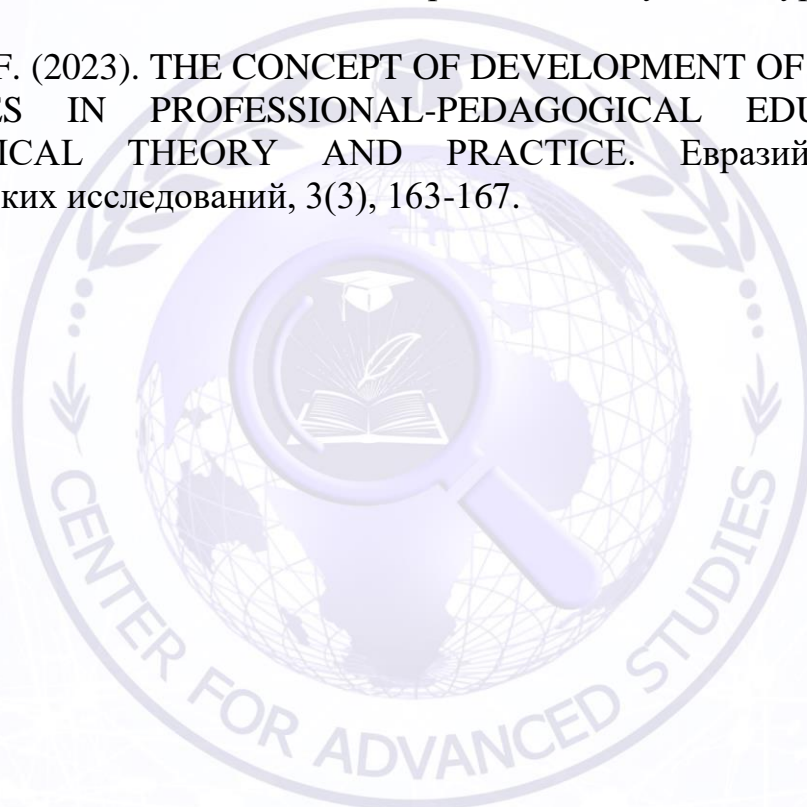 F. (2023). THE CONCEPT OF DEVELOPMENT OF
ES IN PROFESSIONAL-PEDAGOGICAL EDU
ICAL THEORY AND PRACTICE. Евразий
ких исследований, 3(3), 163-167.
CENTER FOR ADVANCED STUDIES